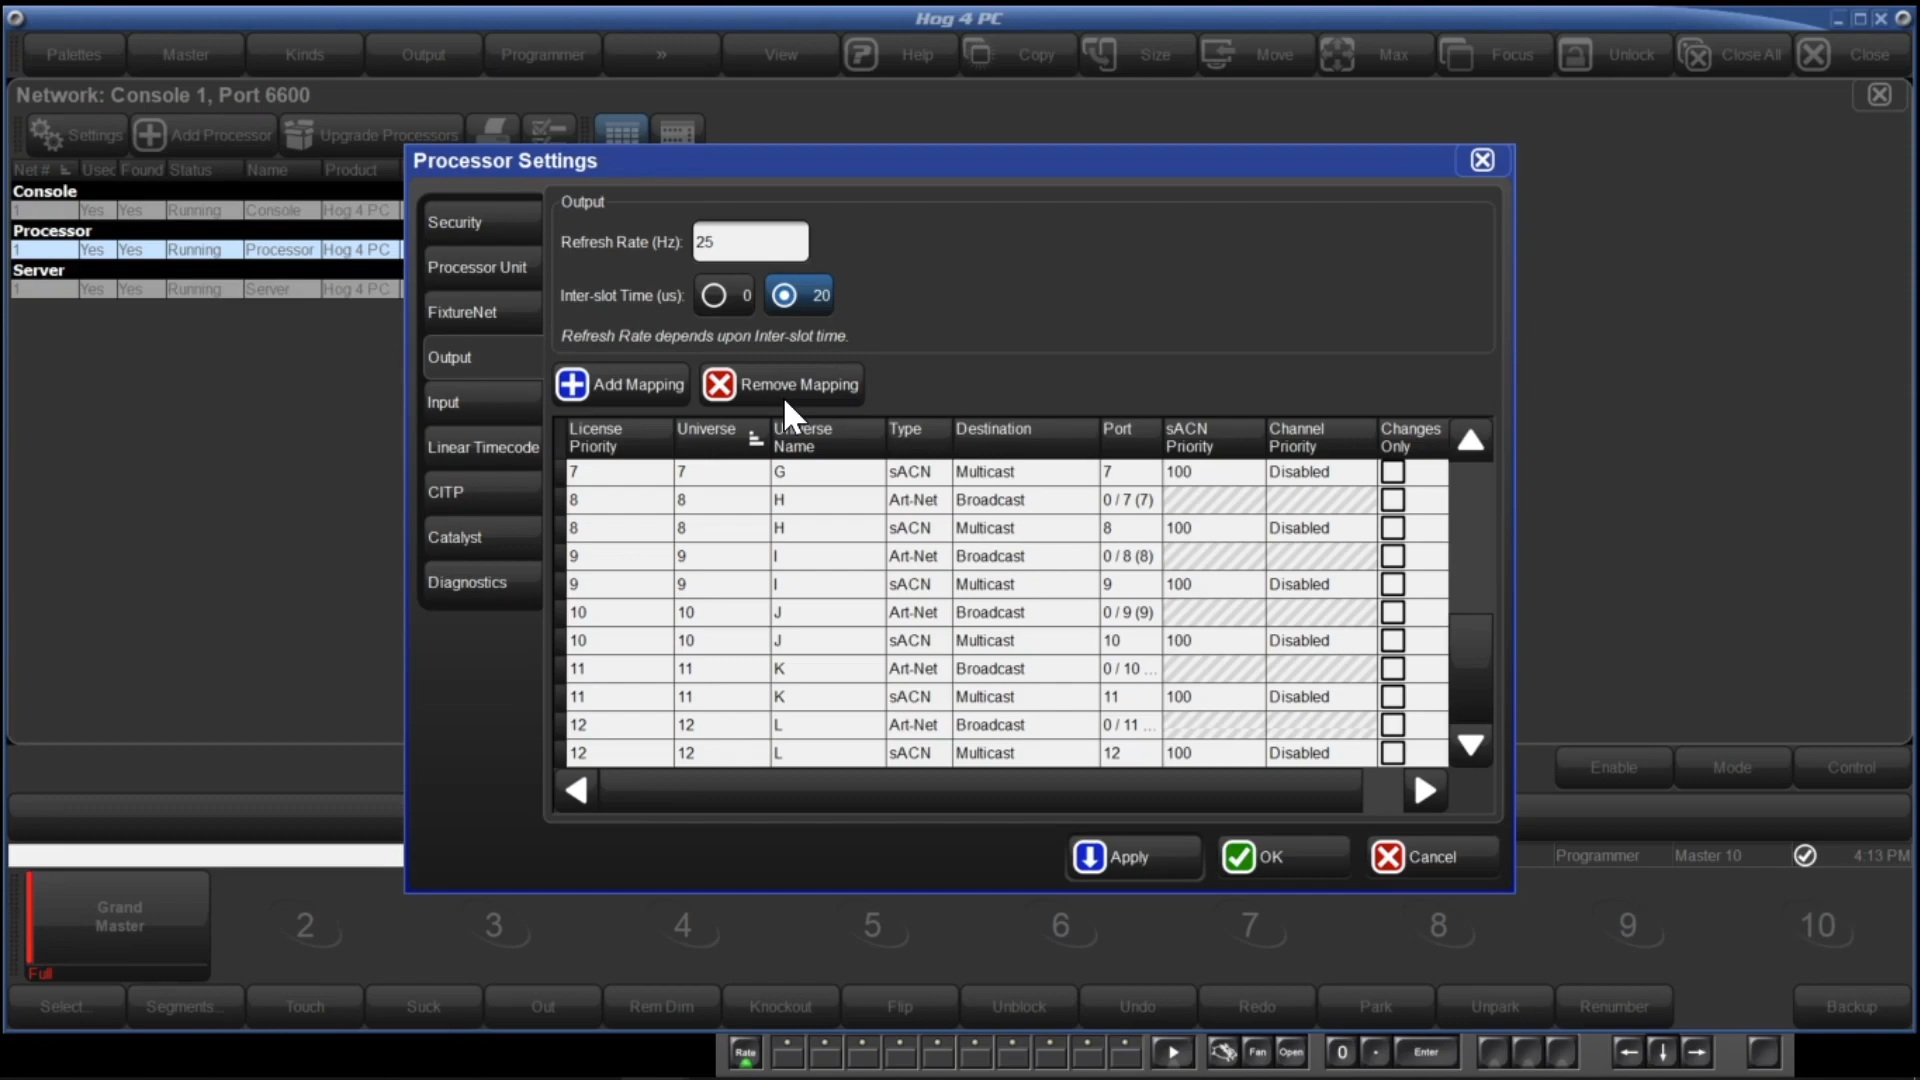 Hog 4 PC
Palettes Master Kinds Output Programmer » View Help Copy Size Move Max Focus Unlock Close All Close
Network: Console 1, Port 6600
Settings Add Processor Upgrade Processors
Net # Used Found Status Name Product
Console
1 Yes Yes Running Console Hog 4 PC
Processor
1 Yes Yes Running Processor Hog 4 PC
Server
1 Yes Yes Running Server Hog 4 PC
Processor Settings
Security
Processor Unit
FixtureNet
Output
Input
Linear Timecode
CITP
Catalyst
Diagnostics
Output
Refresh Rate (Hz): 25
Inter-slot Time (us): 0 20
Refresh Rate depends upon Inter-slot time.
Add Mapping Remove Mapping
License Priority Universe Universe Name Type Destination Port sACN Priority Channel Priority Changes Only
7 7 G sACN Multicast 7 100 Disabled
8 8 H Art-Net Broadcast 0 / 7 (7)
8 8 H sACN Multicast 8 100 Disabled
9 9 I Art-Net Broadcast 0 / 8 (8)
9 9 I sACN Multicast 9 100 Disabled
10 10 J Art-Net Broadcast 0 / 9 (9)
10 10 J sACN Multicast 10 100 Disabled
11 11 K Art-Net Broadcast 0 / 10 ...
11 11 K sACN Multicast 11 100 Disabled
12 12 L Art-Net Broadcast 0 / 11 ...
12 12 L sACN Multicast 12 100 Disabled
Apply OK Cancel
Enable Mode Control
Programmer Master 10 4:13 PM
Grand
Master
Full
2 3 4 5 6 7 8 9 10
Select... Segments... Touch Suck Out Rem Dim Knockout Flip Unblock Undo Redo Park Unpark Renumber Backup
Rate Fan Open 0 . Enter